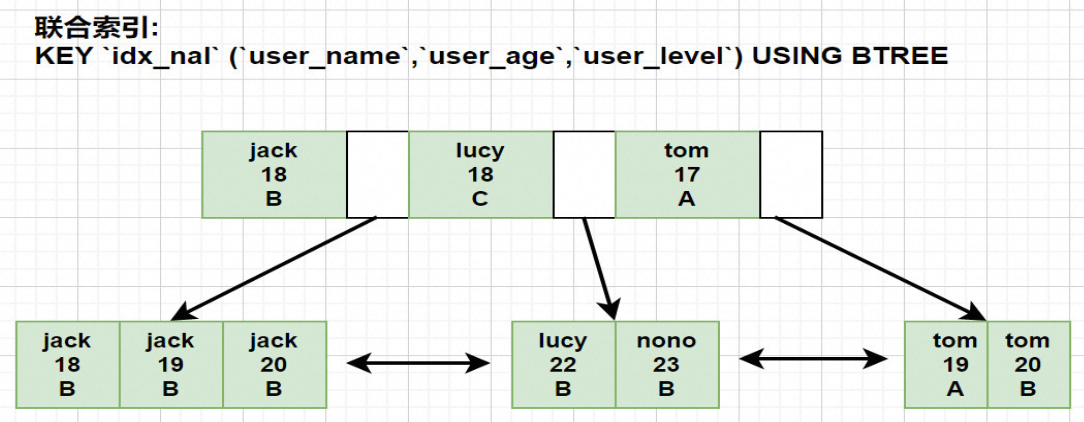 联合索引:
KEY `idx_nal` (`user_name`,`user_age`,`user_level`) USING BTREE
jack lucy tom
18 18 17
B C A
jack jack jack lucy nono tom tom
18 19 20 22 23 19 20
B B B B B A B